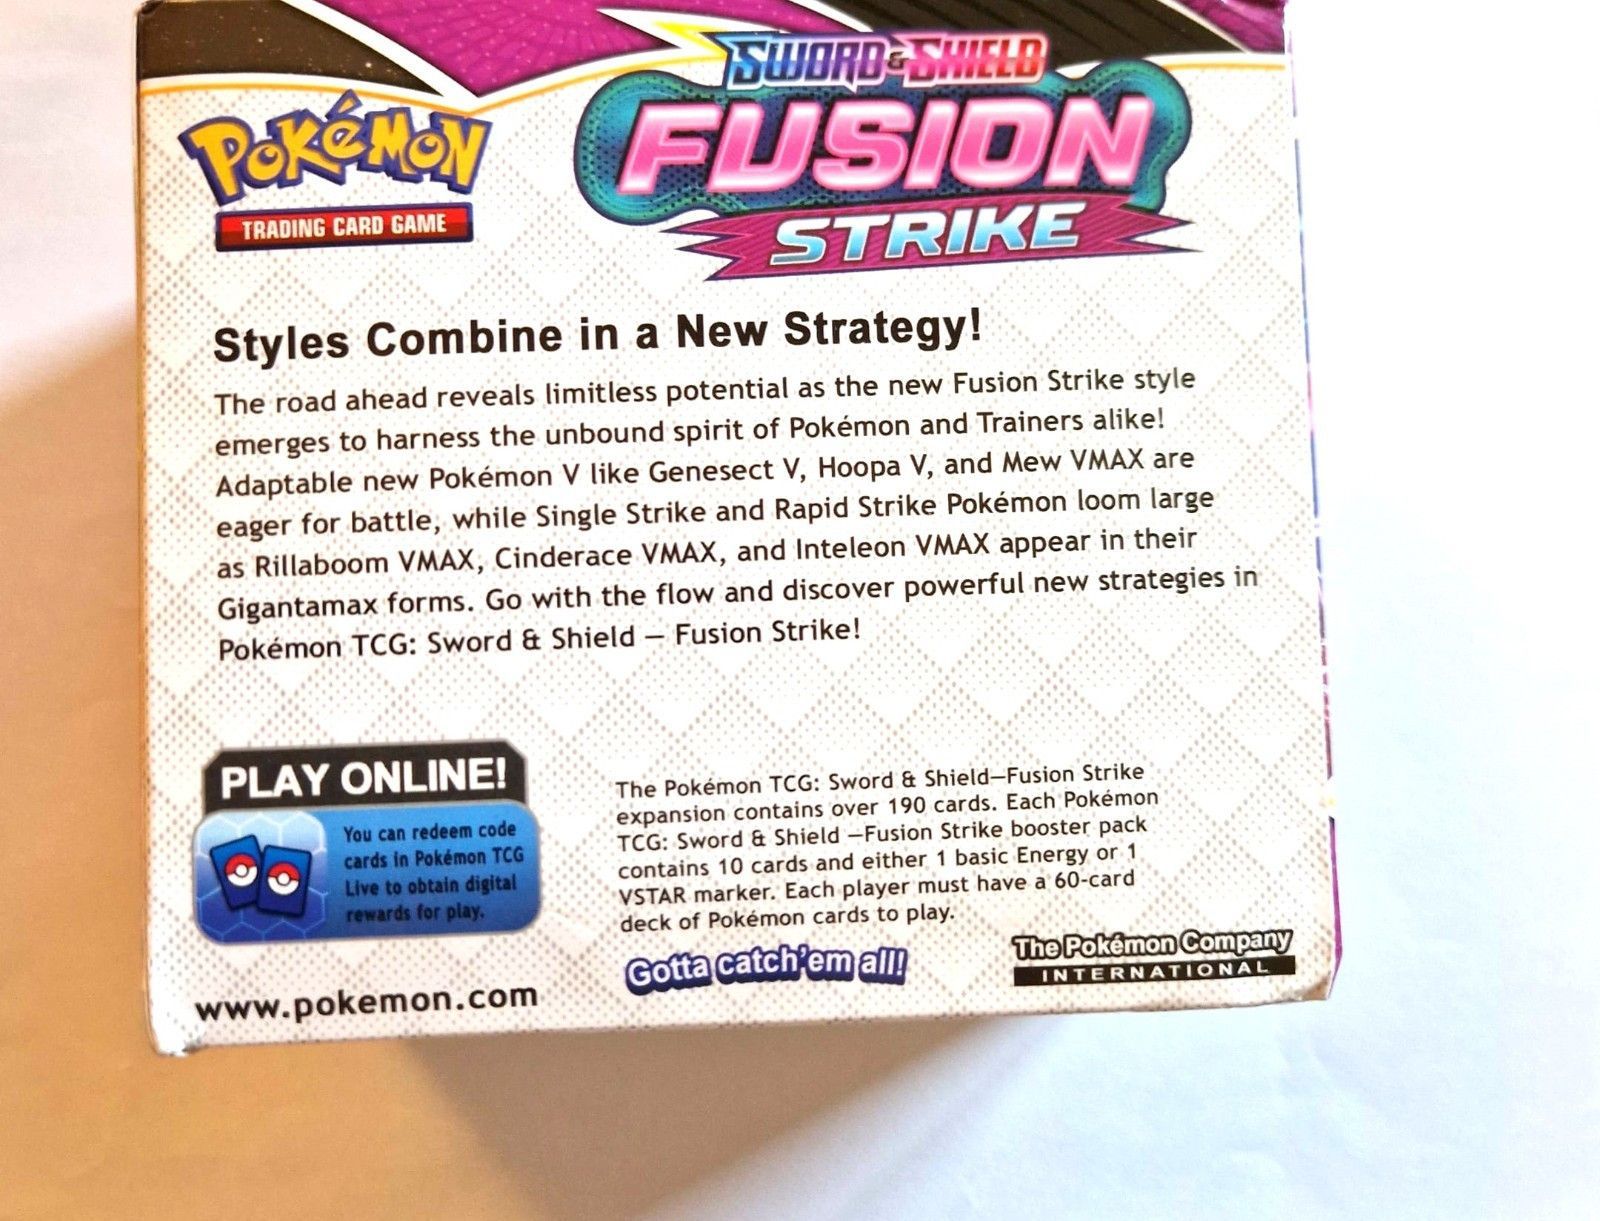 SWORD & SHIELD
FUSION
STRIKE
POKéMON
TRADING CARD GAME
Styles Combine in a New Strategy!
The road ahead reveals limitless potential as the new Fusion Strike style
emerges to harness the unbound spirit of Pokémon and Trainers alike!
Adaptable new Pokémon V like Genesect V, Hoopa V, and Mew VMAX are
eager for battle, while Single Strike and Rapid Strike Pokémon loom large
as Rillaboom VMAX, Cinderace VMAX, and Inteleon VMAX appear in their
Gigantamax forms. Go with the flow and discover powerful new strategies in
Pokémon TCG: Sword & Shield — Fusion Strike!
PLAY ONLINE!
You can redeem code
cards in Pokémon TCG
Live to obtain digital
rewards for play.
www.pokemon.com
The Pokémon TCG: Sword & Shield—Fusion Strike
expansion contains over 190 cards. Each Pokémon
TCG: Sword & Shield —Fusion Strike booster pack
contains 10 cards and either 1 basic Energy or 1
VSTAR marker. Each player must have a 60-card
deck of Pokémon cards to play.
Gotta catch'em all!
The Pokémon Company
INTERNATIONAL